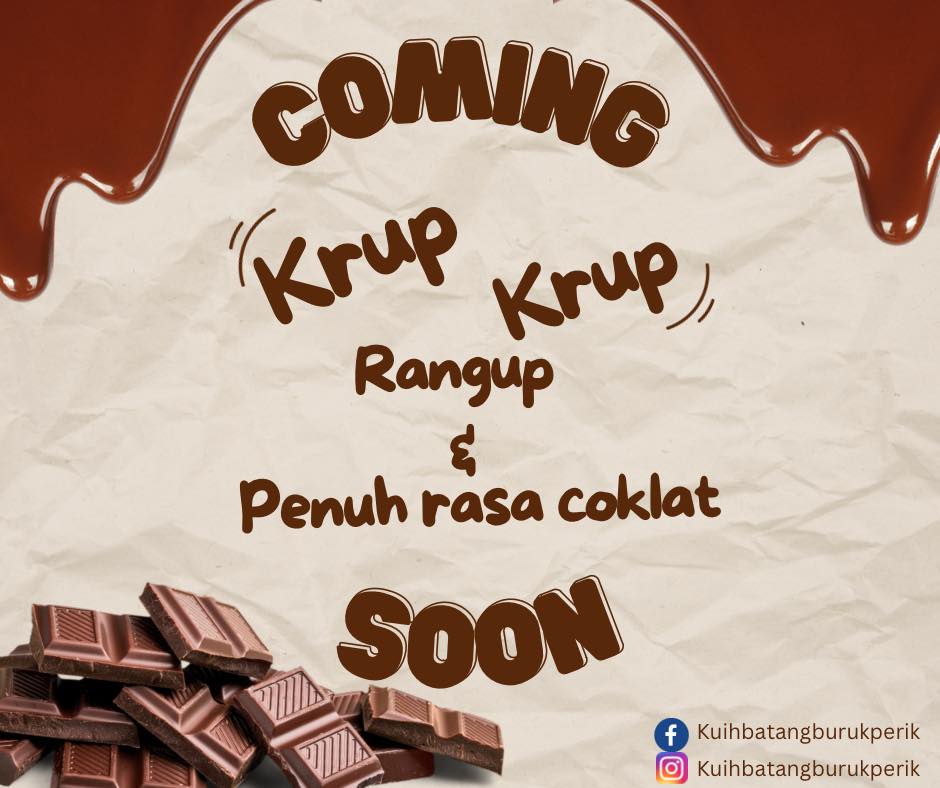 COMING
Krup Krup
Rangup
&
Penuh rasa coklat
SOON
Kuihbatangburukperik
Kuihbatangburukperik